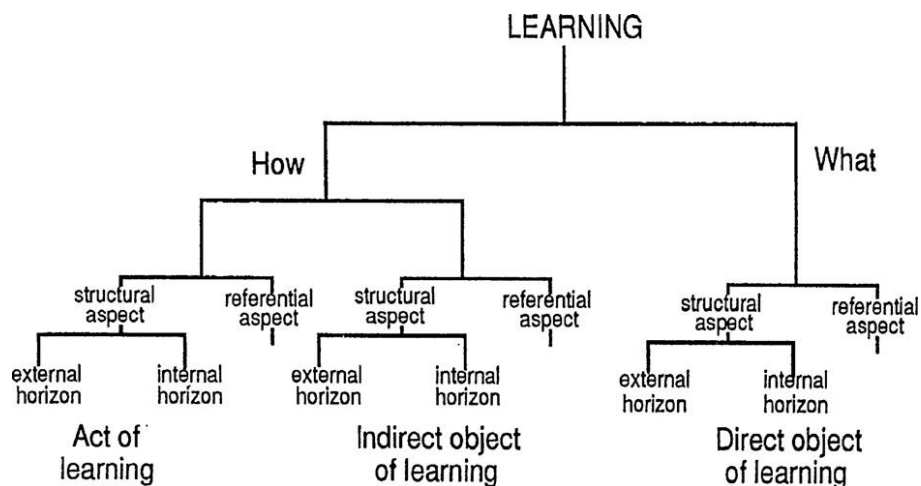 LEARNING
How
What
structural
aspect
referential
aspect
structural
aspect
referential
aspect
structural
aspect
referential
aspect
external
horizon
internal
horizon
external
horizon
internal
horizon
external
horizon
internal
horizon
Act of
learning
Indirect object
of learning
Direct object
of learning